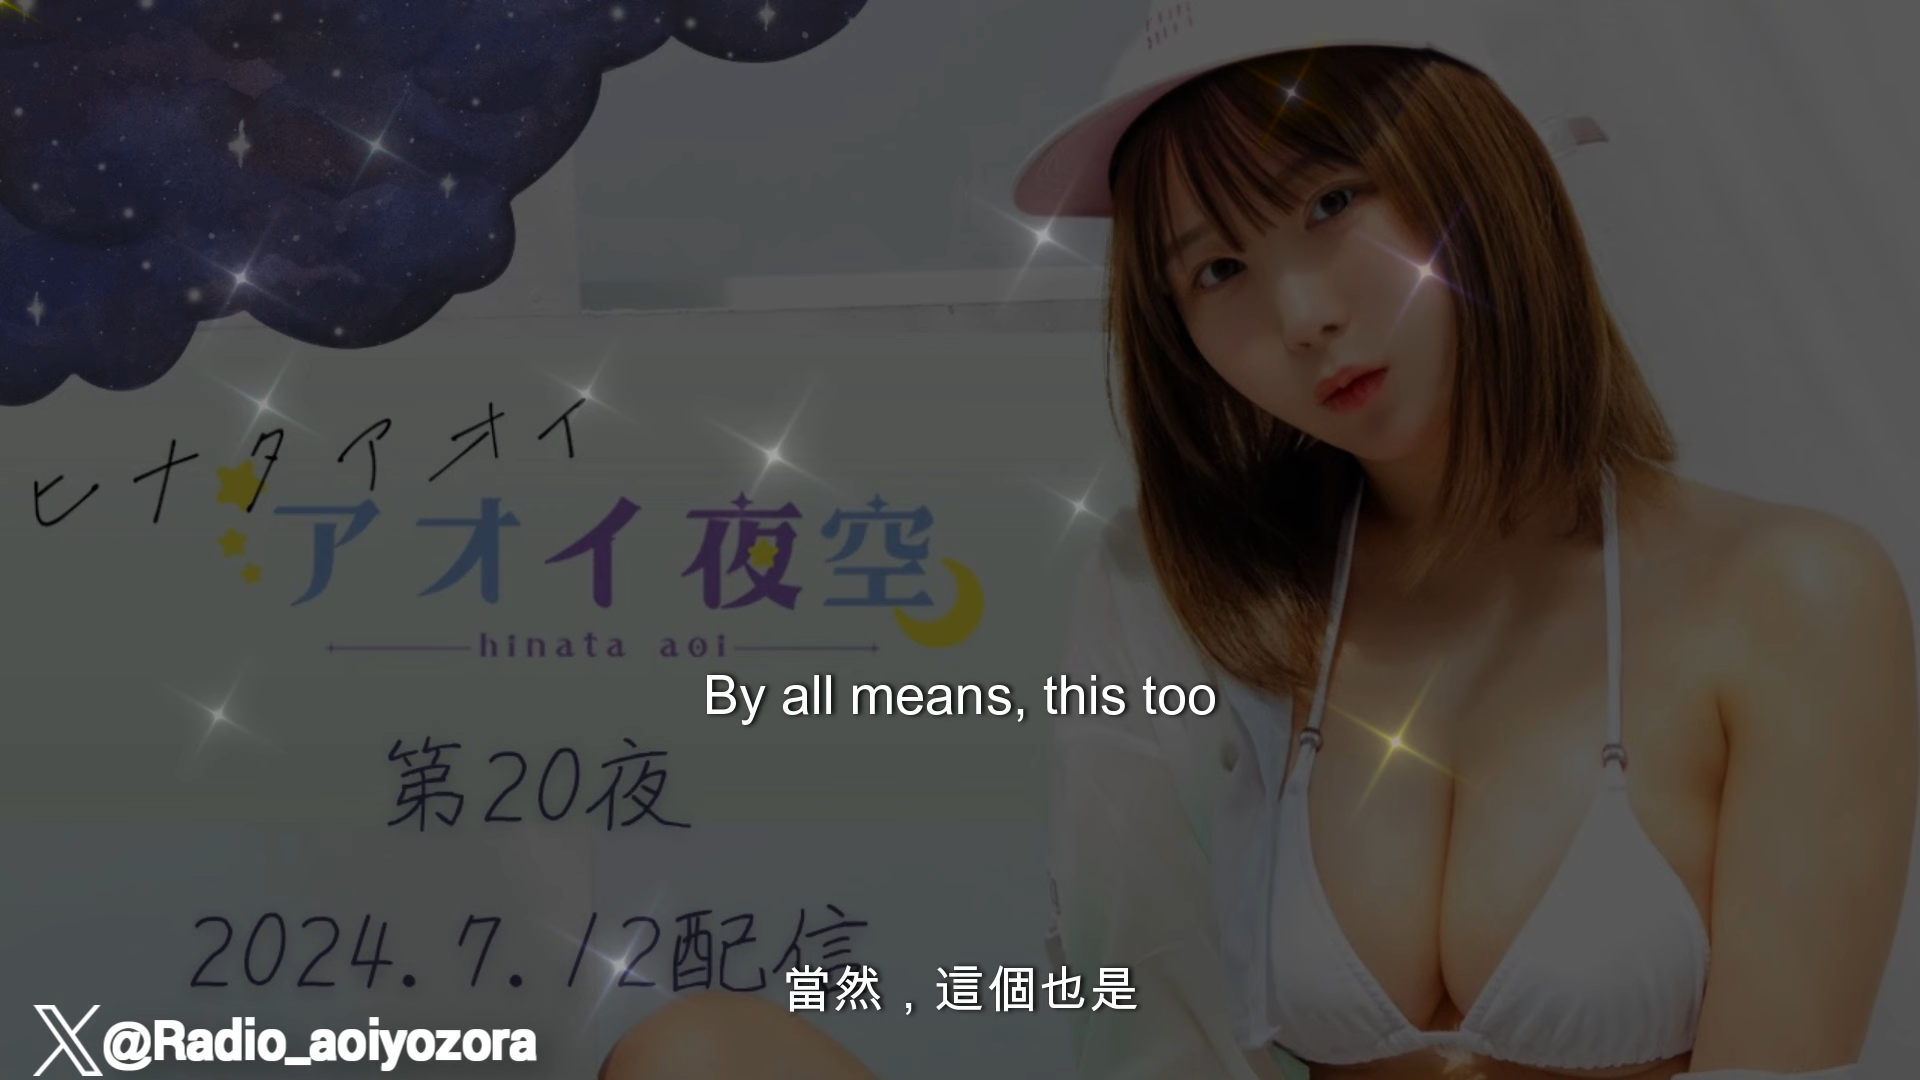 ヒナタアオイ
アオイ夜空
hinata aoi
By all means, this too
第20夜
2024.7.12配信
當然，這個也是
X@Radio_aoiyozora